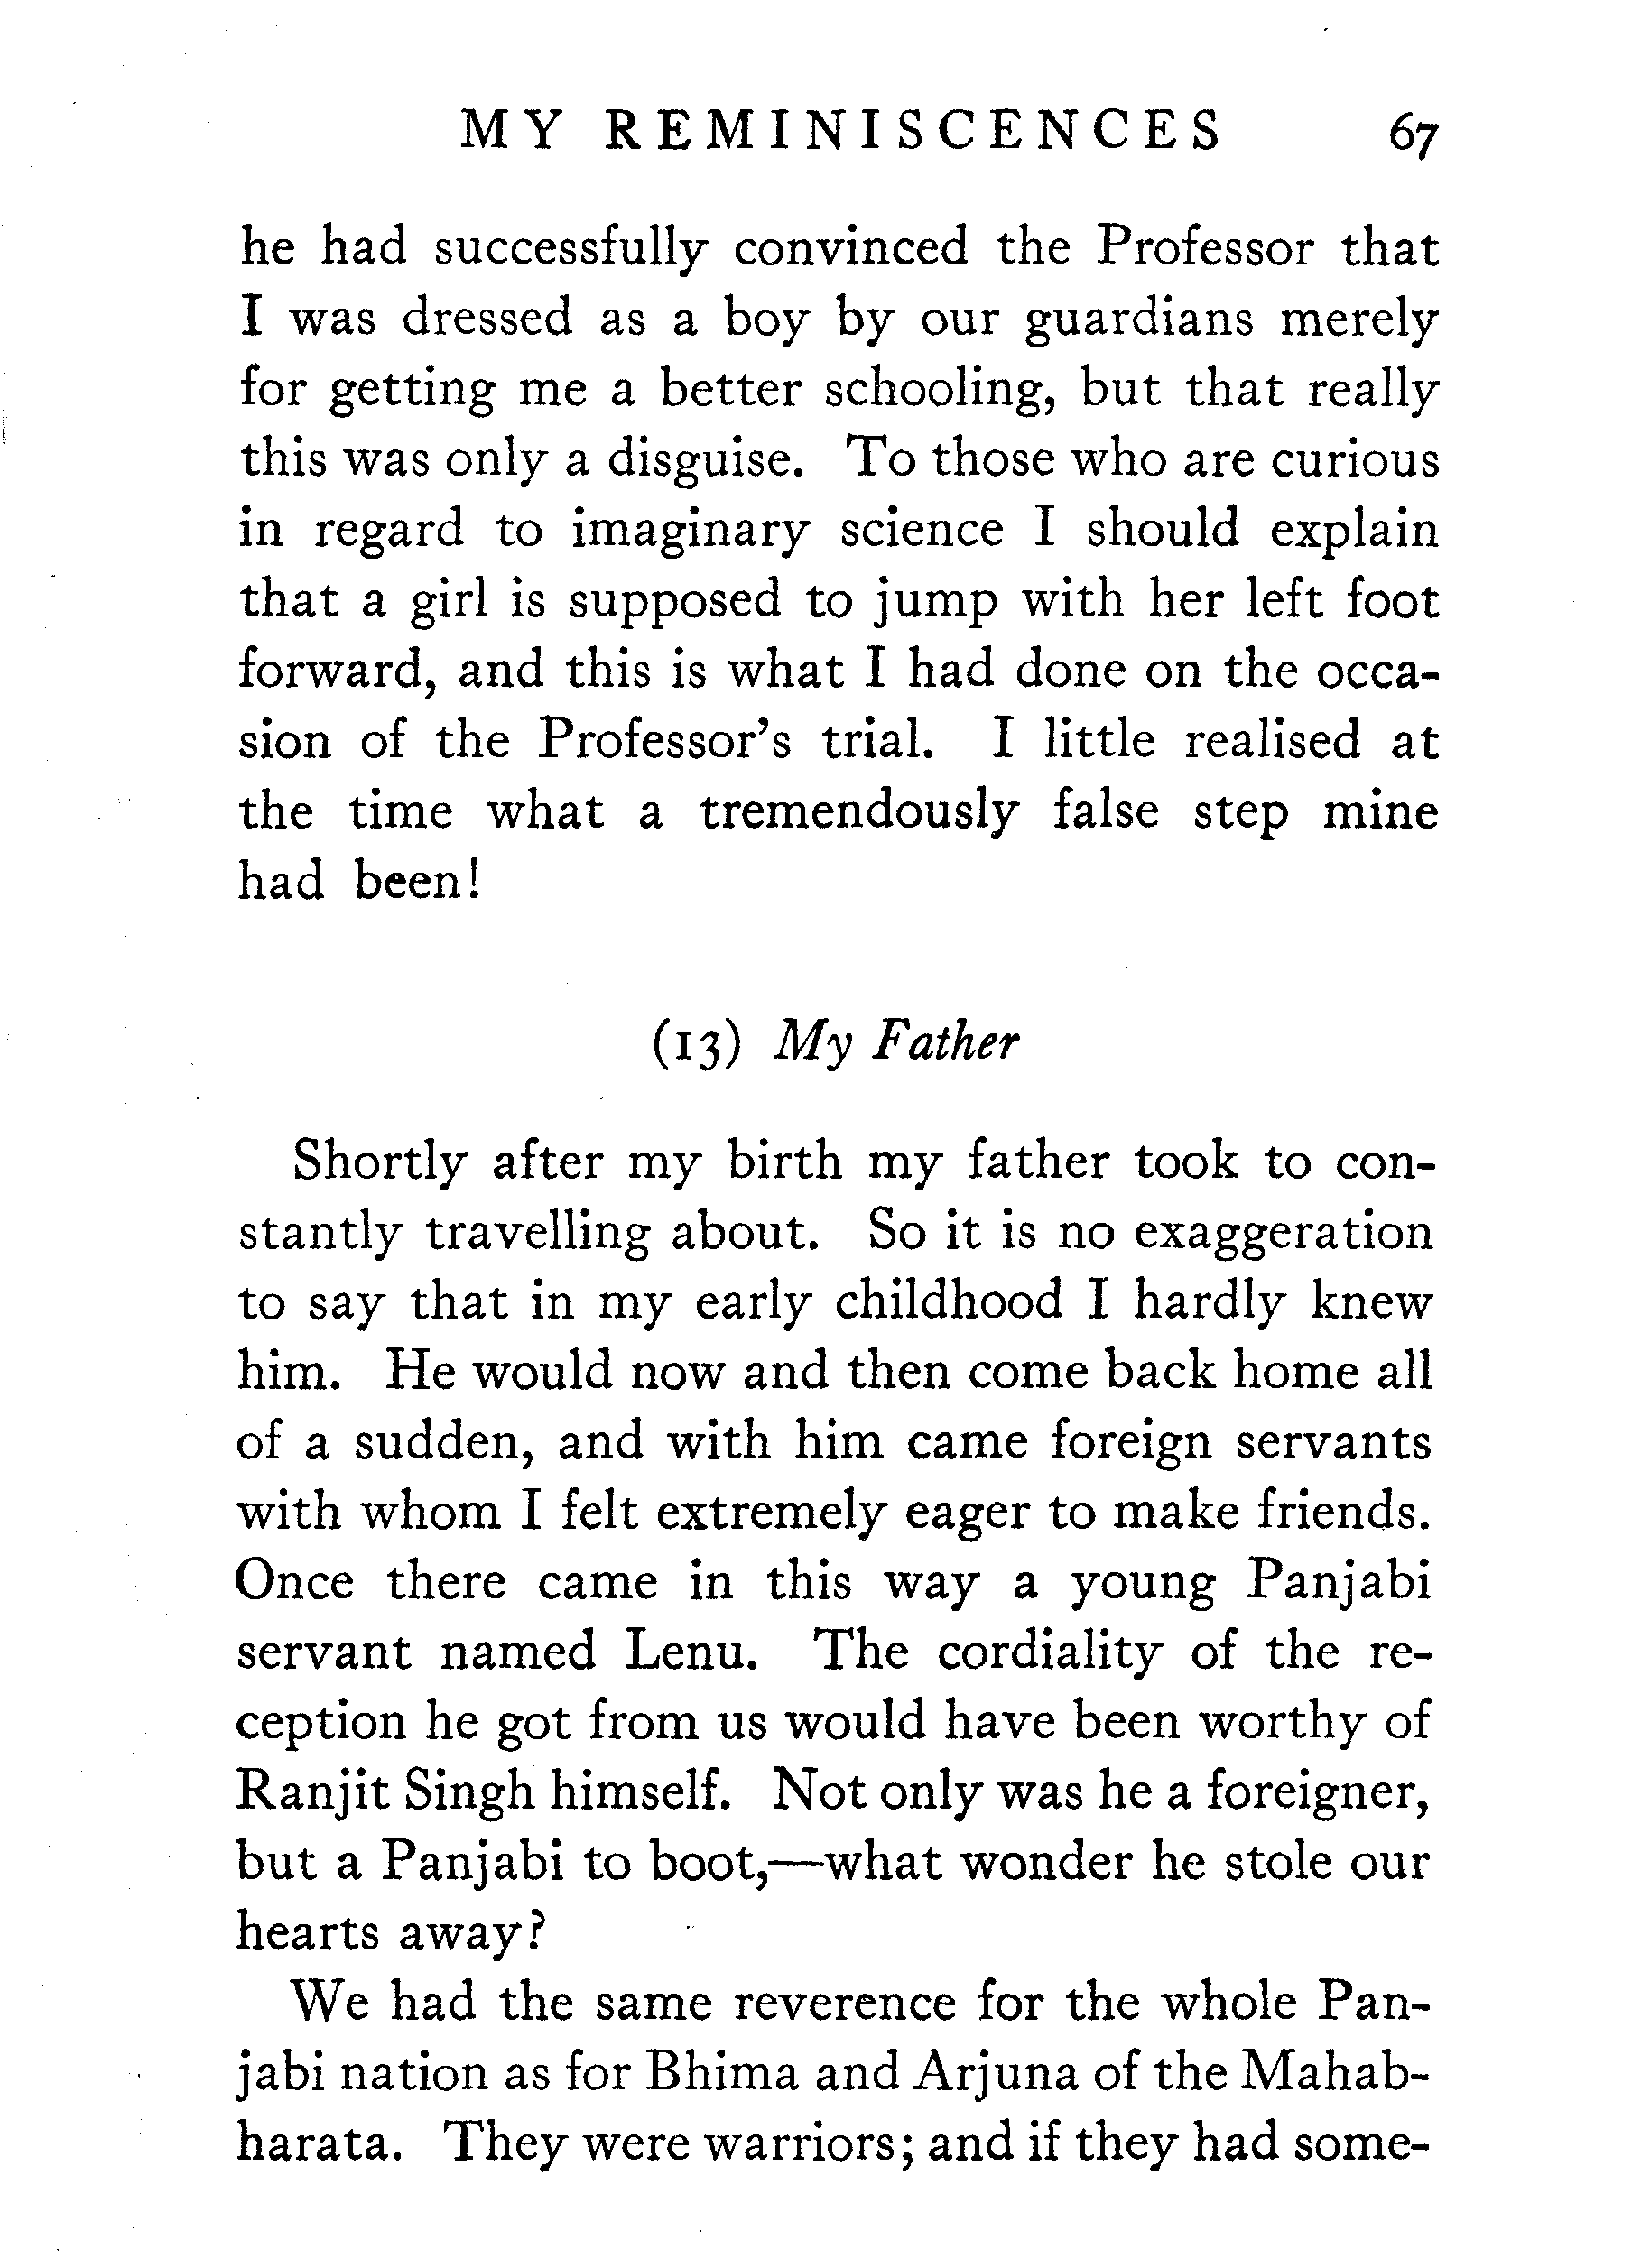 MY REMINISCENCES 67
he had successfully convinced the Professor that
I was dressed as a boy by our guardians merely
for getting me a better schooling, but that really
this was only a disguise. To those who are curious
in regard to imaginary science I should explain
that a girl is supposed to jump with her left foot
forward, and this is what I had done on the occa-
sion of the Professor's trial. I little realised at
the time what a tremendously false step mine
had been!
(13) My Father
Shortly after my birth my father took to con-
stantly travelling about. So it is no exaggeration
to say that in my early childhood I hardly knew
him. He would now and then come back home all
of a sudden, and with him came foreign servants
with whom I felt extremely eager to make friends.
Once there came in this way a young Panjabi
servant named Lenu. The cordiality of the re-
ception he got from us would have been worthy of
Ranjit Singh himself. Not only was he a foreigner,
but a Panjabi to boot,—what wonder he stole our
hearts away?
We had the same reverence for the whole Pan-
jabi nation as for Bhima and Arjuna of the Mahab-
harata. They were warriors; and if they had some-